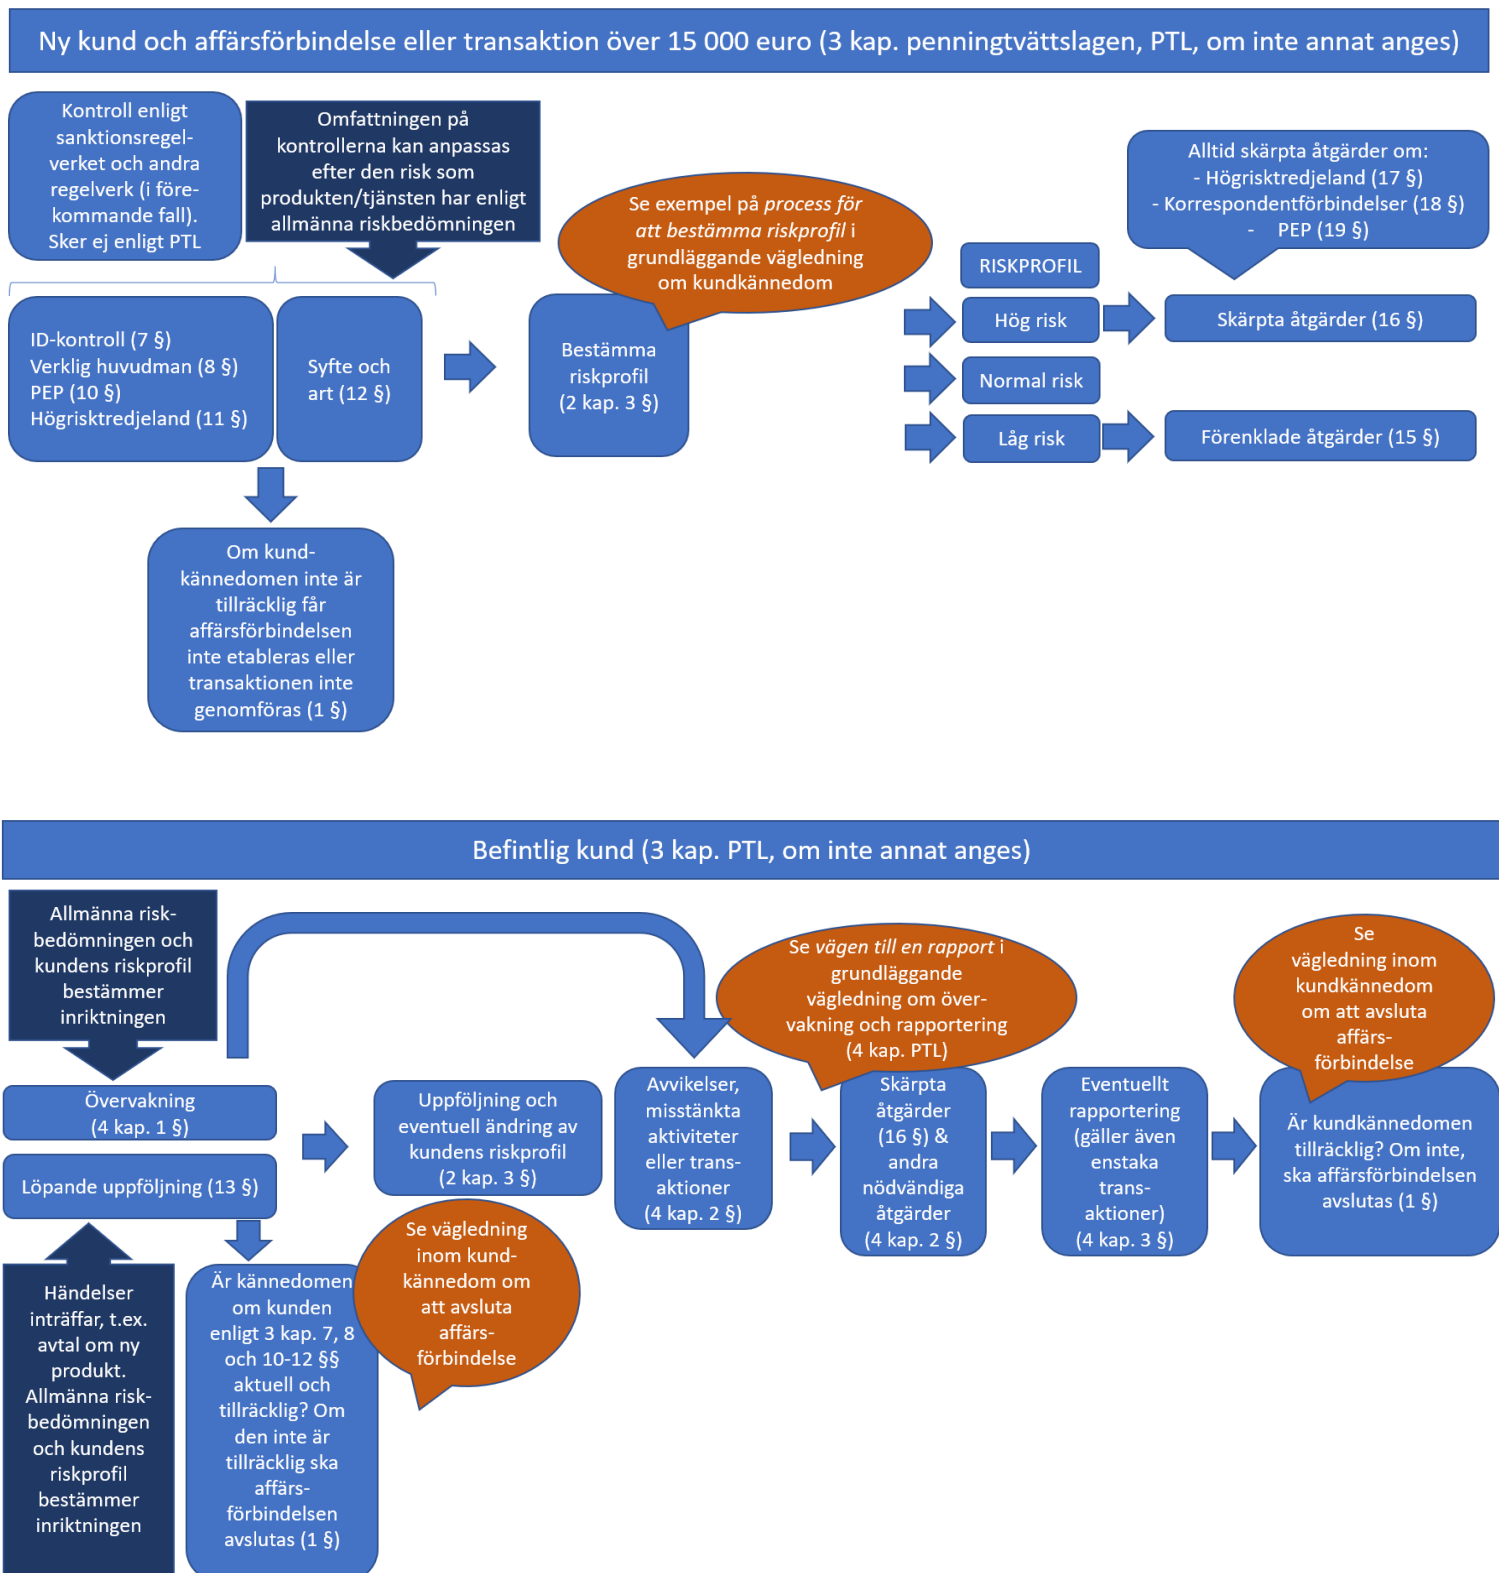 Ny kund och affärsförbindelse eller transaktion över 15 000 euro (3 kap. penningtvättslagen, PTL, om inte annat anges)
Kontroll enligt
sanktionsregel-
verket och andra
regelverk (i före-
kommande fall).
Sker ej enligt PTL
Omfattningen på
kontrollerna kan anpassas
efter den risk som
produkten/tjänsten har enligt
allmänna riskbedömningen
ID-kontroll (7 §)
Verklig huvudman (8 §)
PEP (10 §)
Högrisktredjeland (11 §)
Syfte och
art (12 §)
Om kund-
kännedomen inte är
tillräcklig får
affärsförbindelsen
inte etableras eller
transaktionen inte
genomföras (1 §)
Se exempel på process för
att bestämma riskprofil i
grundläggande vägledning
om kundkännedom
Bestämma
riskprofil
(2 kap. 3 §)
RISKPROFIL
Hög risk
Normal risk
Låg risk
Alltid skärpta åtgärder om:
- Högrisktredjeland (17 §)
- Korrespondentförbindelser (18 §)
- PEP (19 §)
Skärpta åtgärder (16 §)
Förenklade åtgärder (15 §)
Befintlig kund (3 kap. PTL, om inte annat anges)
Allmänna risk-
bedömningen och
kundens riskprofil
bestämmer
inriktningen
Övervakning
(4 kap. 1 §)
Löpande uppföljning (13 §)
Händelser
inträffar, t.ex.
avtal om ny
produkt.
Allmänna risk-
bedömningen
och kundens
riskprofil
bestämmer
inriktningen
Är kännedomen
om kunden
enligt 3 kap. 7, 8
och 10-12 §§
aktuell och
tillräcklig? Om
den inte är
tillräcklig ska
affärs-
förbindelsen
avslutas (1 §)
Se vägledning
inom kund-
kännedom om
att avsluta
affärs-
förbindelse
Uppföljning och
eventuell ändring av
kundens riskprofil
(2 kap. 3 §)
Avvikelser,
misstänkta
aktiviteter
eller trans-
aktioner
(4 kap. 2 §)
Se vägen till en rapport i
grundläggande
vägledning om över-
vakning och rapportering
(4 kap. PTL)
Skärpta
åtgärder
(16 §) &
andra
nödvändiga
åtgärder
(4 kap. 2 §)
Eventuellt
rapportering
(gäller även
enstaka
trans-
aktioner)
(4 kap. 3 §)
Se
vägledning inom
kundkännedom
om att avsluta
affärs-
förbindelse
Är kundkännedomen
tillräcklig? Om inte,
ska affärsförbindelsen
avslutas (1 §)